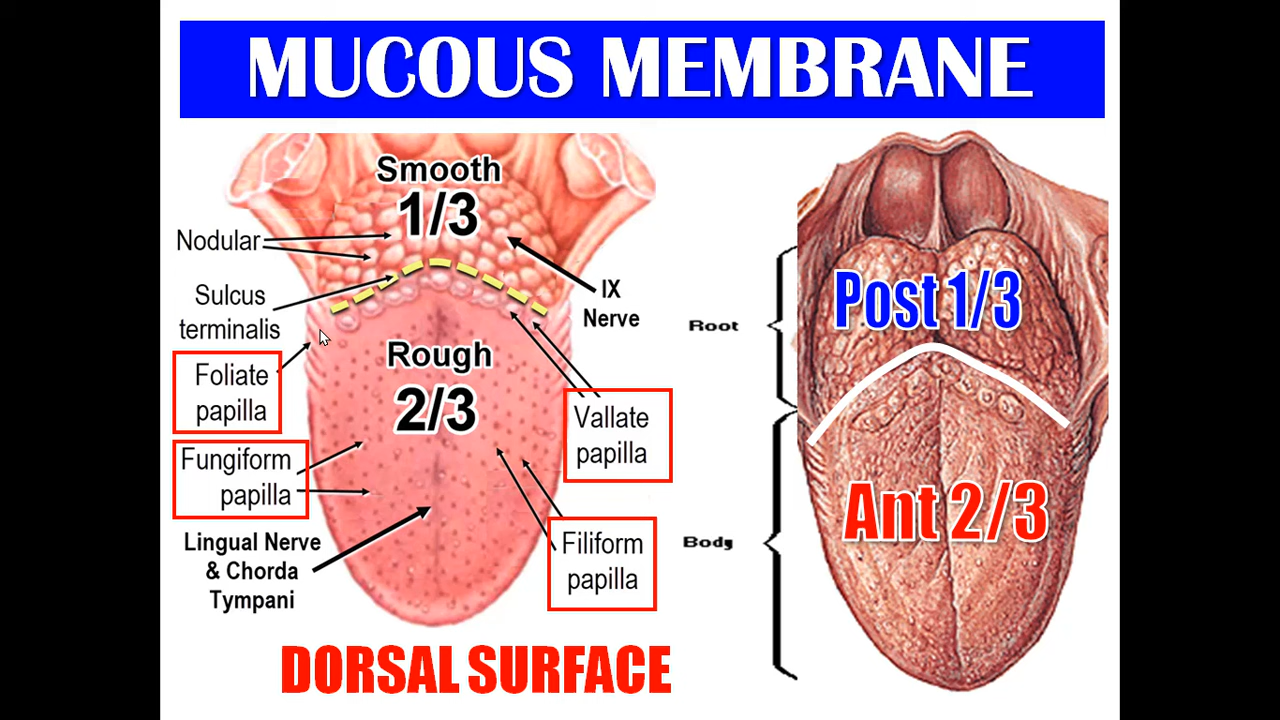 MUCOUS MEMBRANE
Smooth
1/3
Nodular
Sulcus
terminalis
IX
Nerve
Foliate
papilla
Rough
2/3
Vallate
papilla
Fungiform
papilla
Lingual Nerve
& Chorda
Tympani
Filiform
papilla
DORSAL SURFACE
Root
Post 1/3
Body
Ant 2/3